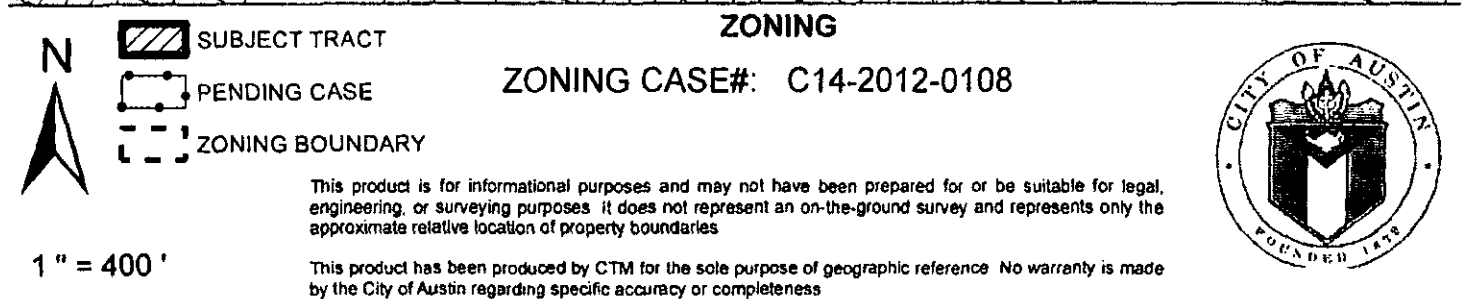 ZONING
ZONING CASE#: C14-2012-0108
N
SUBJECT TRACT
PENDING CASE
ZONING BOUNDARY
1 " = 400 '
This product is for informational purposes and may not have been prepared for or be suitable for legal,
engineering, or surveying purposes It does not represent an on-the-ground survey and represents only the
approximate relative location of property boundaries
This product has been produced by CTM for the sole purpose of geographic reference No warranty is made
by the City of Austin regarding specific accuracy or completeness
CITY OF AUSTIN
FOUNDED